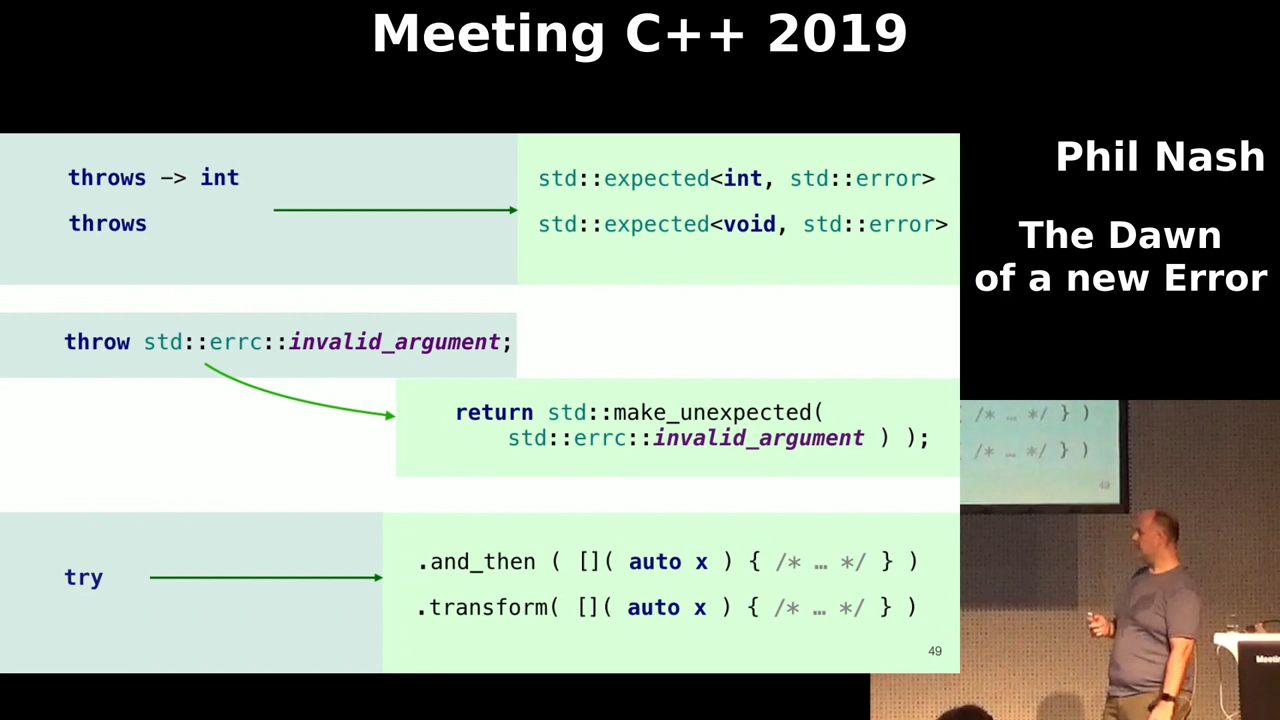 Meeting C++ 2019
Phil Nash
The Dawn
of a new Error
throws -> int
throws
std::expected<int, std::error>
std::expected<void, std::error>
throw std::errc::invalid_argument;
return std::make_unexpected(
std::errc::invalid_argument ) );
try
.and_then ( []( auto x ) { /* … */ } )
.transform( []( auto x ) { /* … */ } )
49
( /* … */ } )
( /* … */ } )